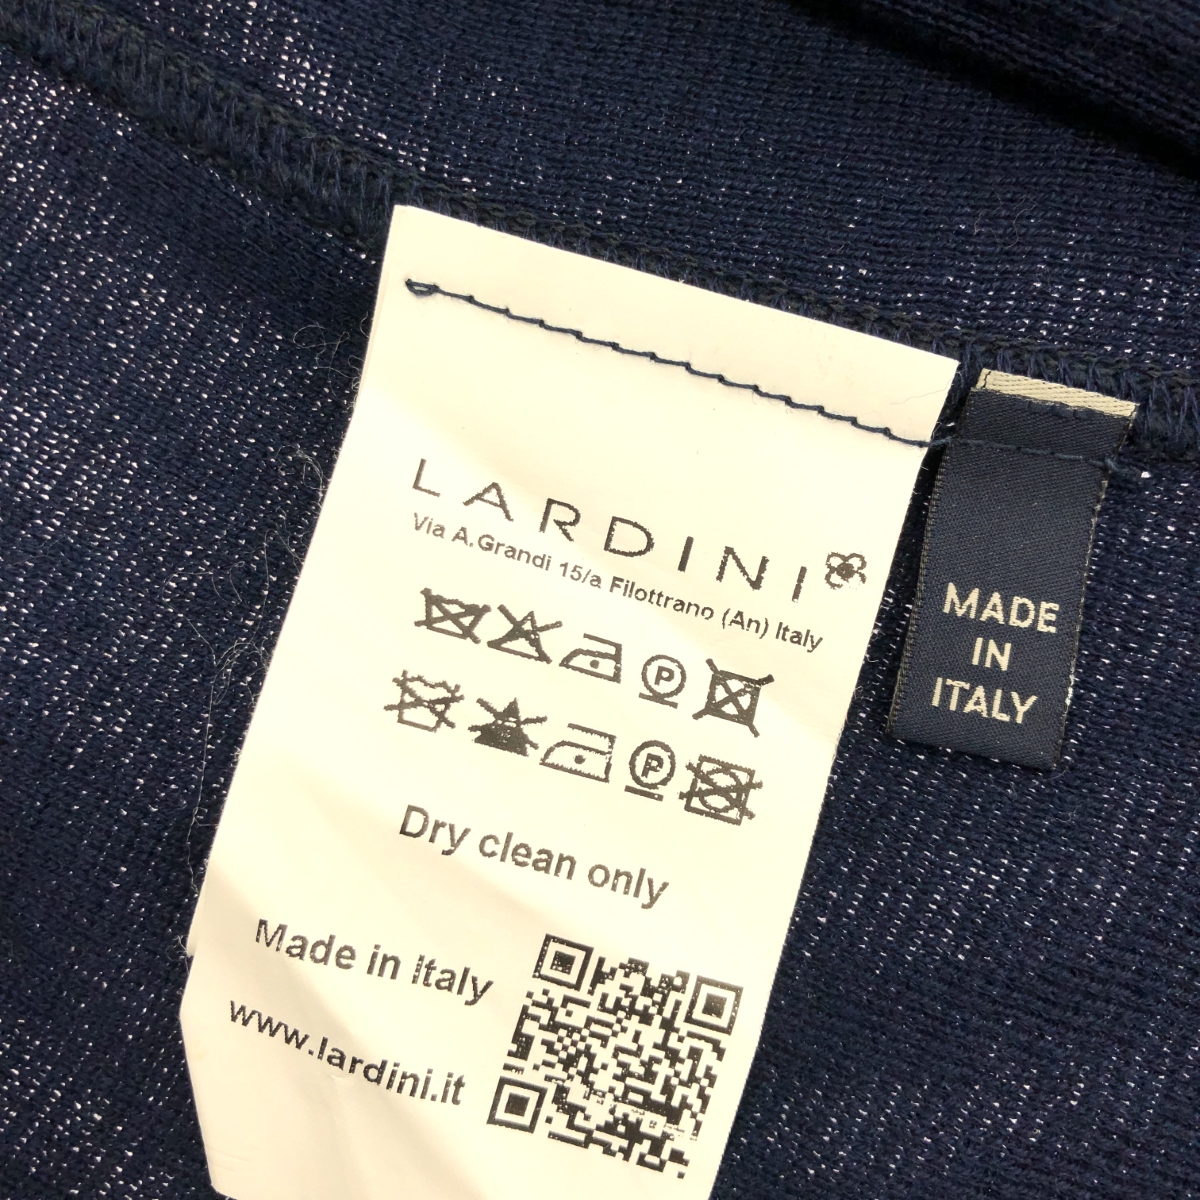 LARDINI
Via A.Grandi 15/a Filottrano (An) Italy
P
P
Dry clean only
Made in Italy
www.lardini.it
MADE
IN
ITALY